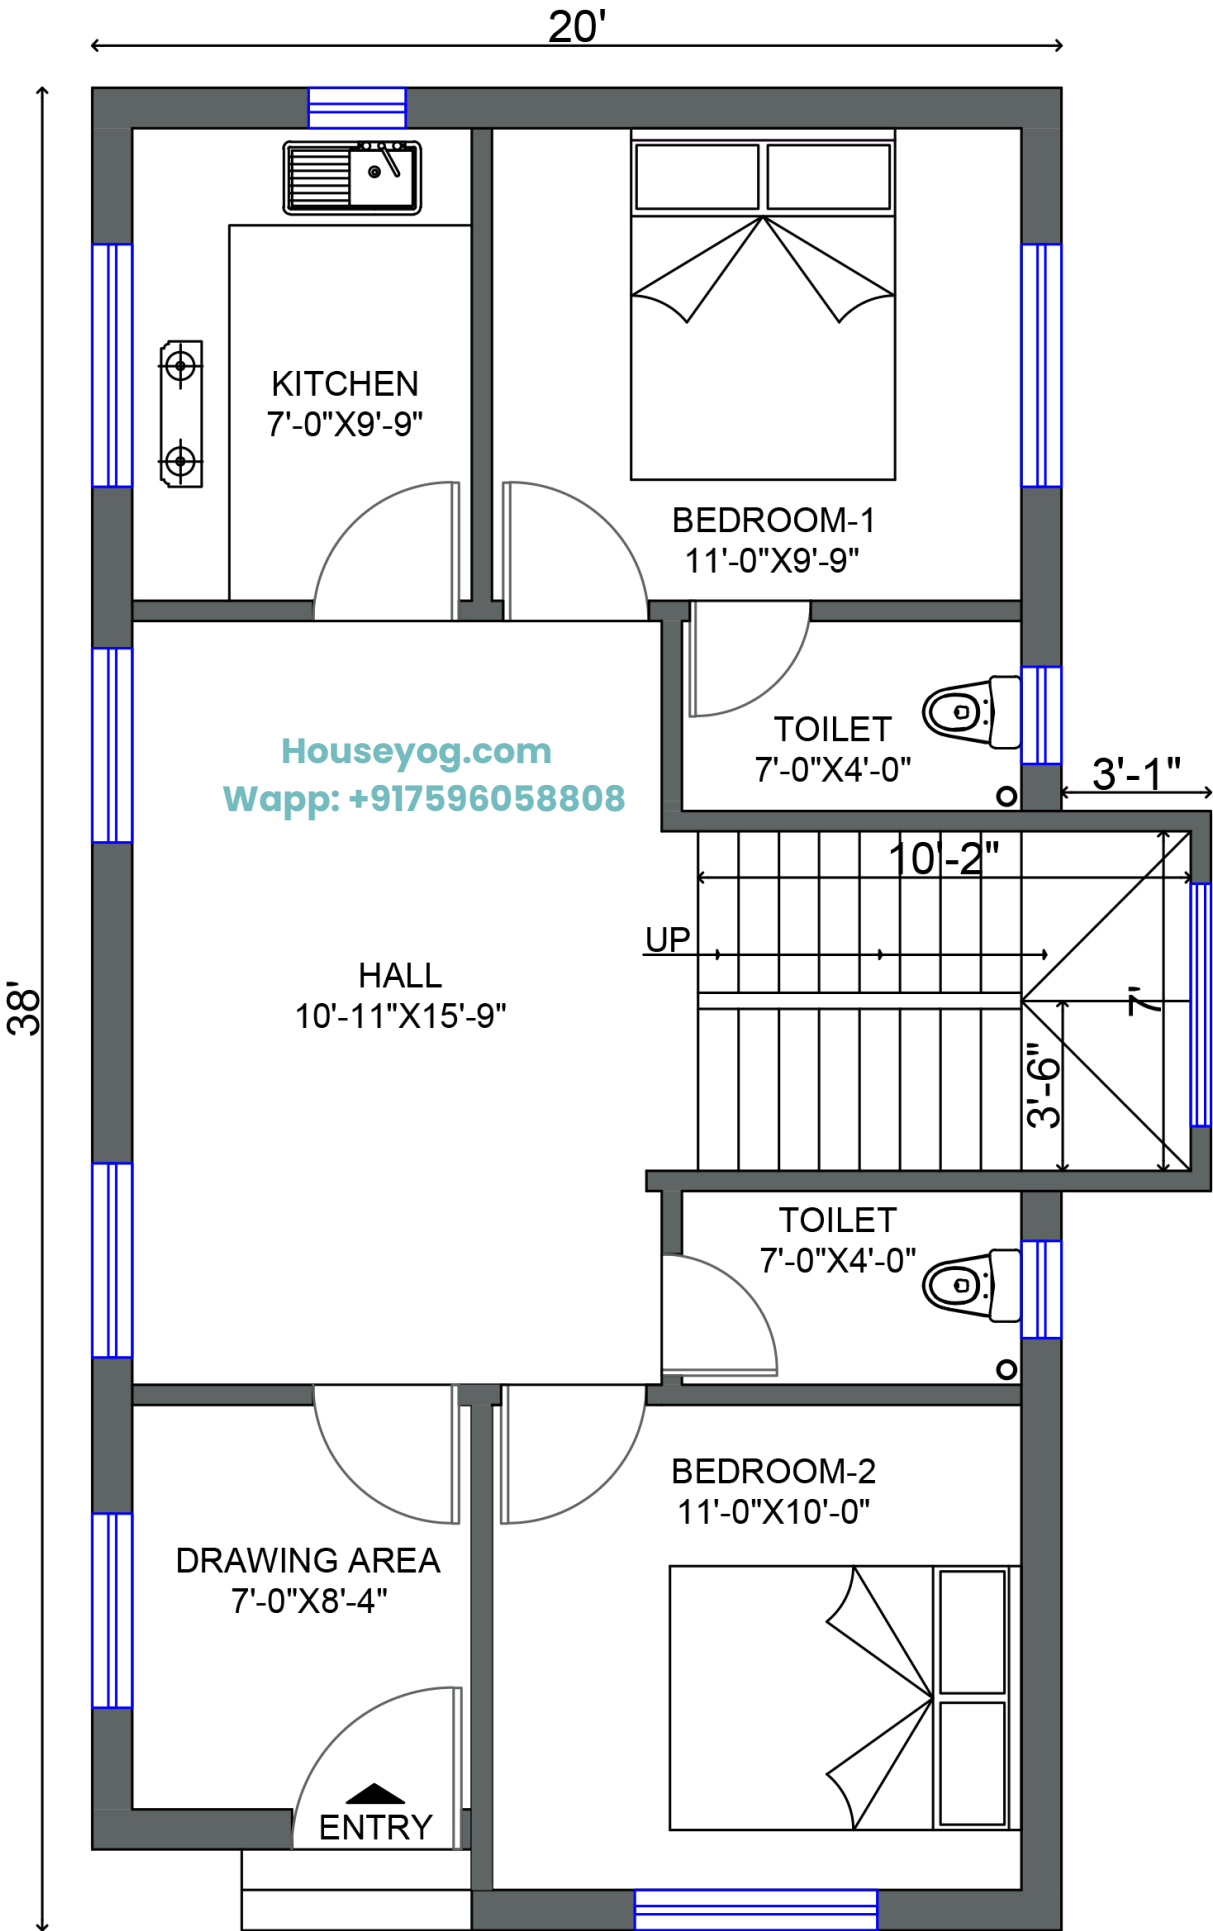 20'
KITCHEN
7'-0"X9'-9"
BEDROOM-1
11'-0"X9'-9"
Houseyog.com
Wapp: +917596058808
TOILET
7'-0"X4'-0"
3'-1"
10'-2"
UP
HALL
10'-11"X15'-9"
38'
7'
3'-6"
TOILET
7'-0"X4'-0"
BEDROOM-2
11'-0"X10'-0"
DRAWING AREA
7'-0"X8'-4"
ENTRY